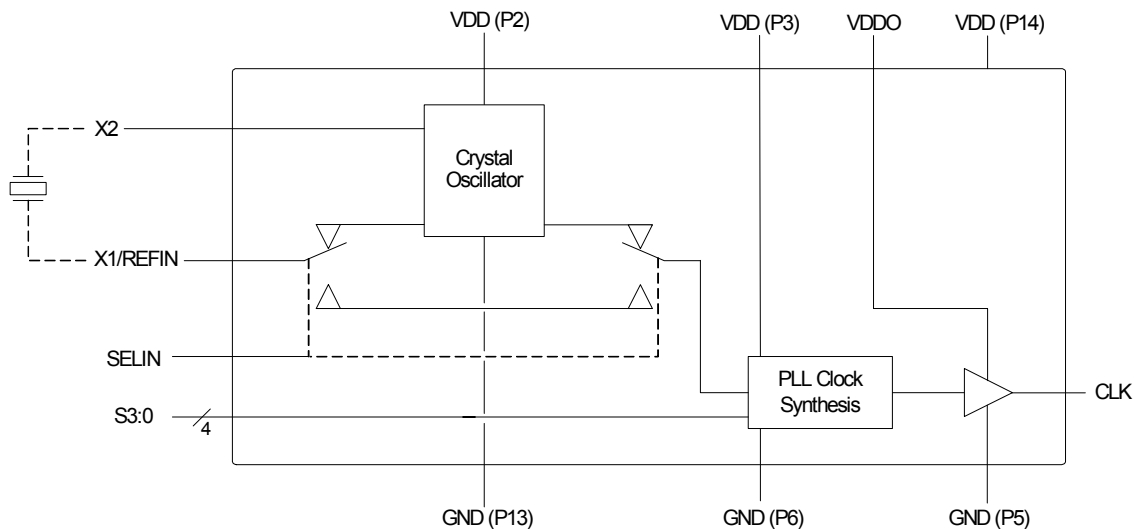 VDD (P2)
VDD (P3)
VDDO
VDD (P14)
X2
Crystal
Oscillator
X1/REFIN
SELIN
PLL Clock
Synthesis
CLK
S3:0
4
GND (P13)
GND (P6)
GND (P5)